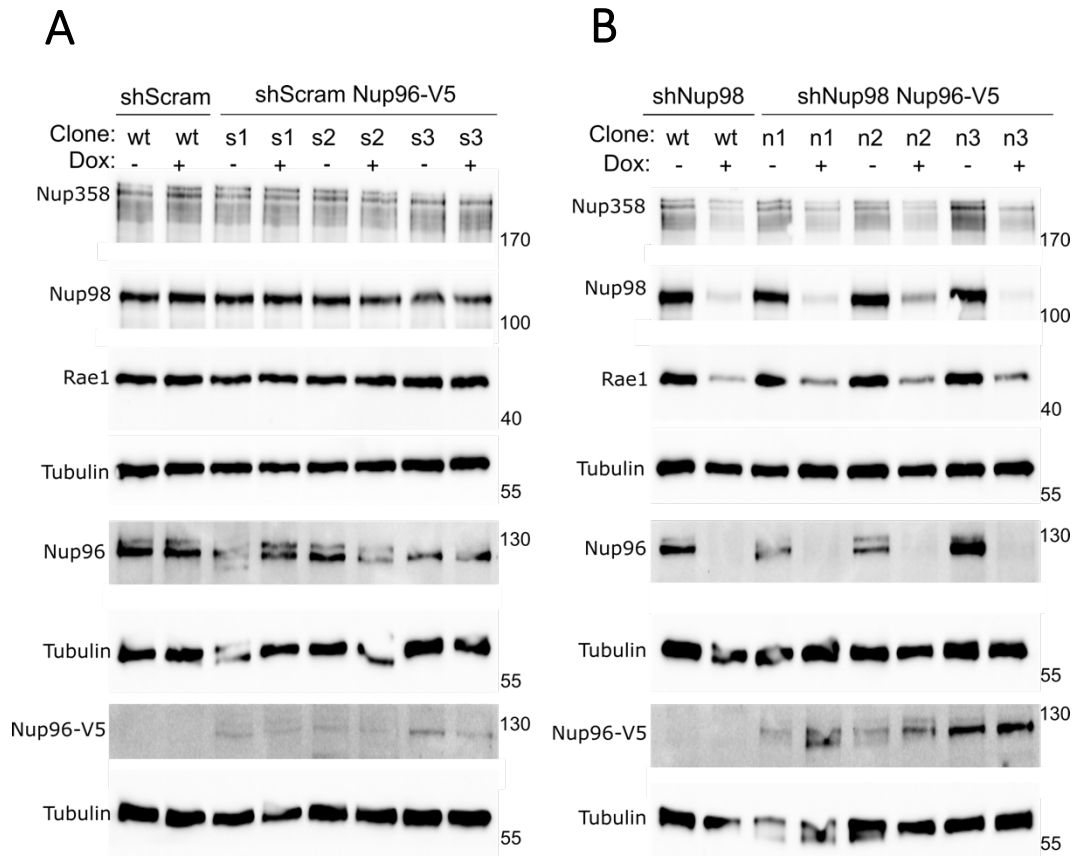 A
shScram shScram Nup96-V5
Clone: wt wt s1 s1 s2 s2 s3 s3
Dox: - + - + - + - +
Nup358
170
Nup98
100
Rae1
40
Tubulin
55
Nup96
130
Tubulin
55
Nup96-V5
130
Tubulin
55
B
shNup98 shNup98 Nup96-V5
Clone: wt wt n1 n1 n2 n2 n3 n3
Dox: - + - + - + - +
Nup358
170
Nup98
100
Rae1
40
Tubulin
55
Nup96
130
Tubulin
55
Nup96-V5
130
Tubulin
55